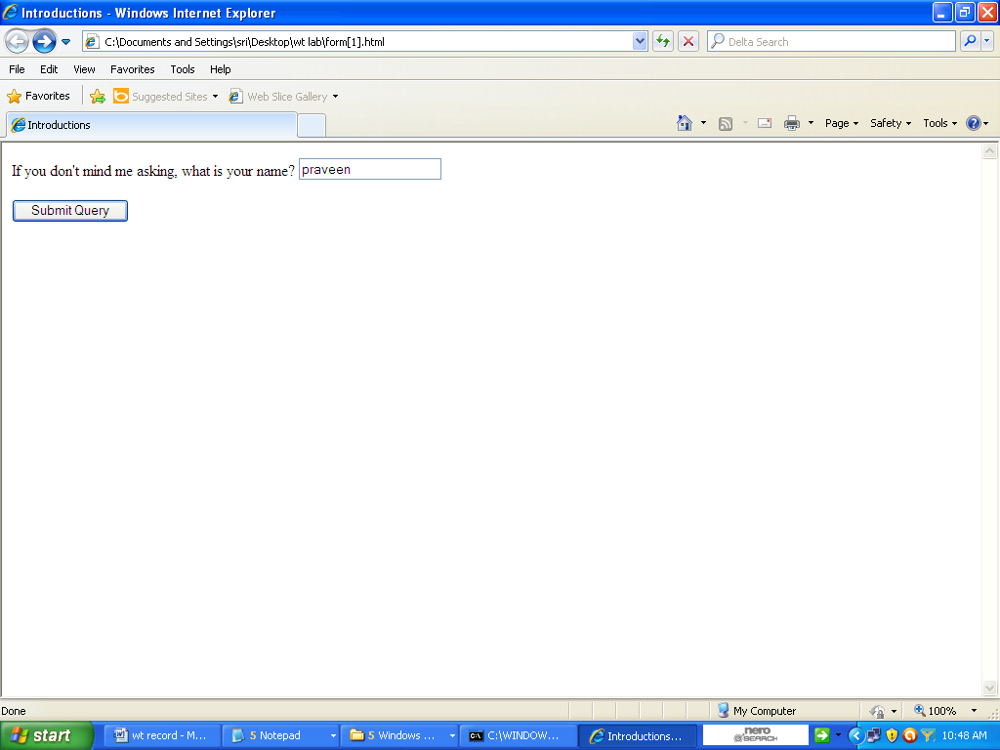 Introductions - Windows Internet Explorer
C:\Documents and Settings\sri\Desktop\wt lab\form[1].html
Delta Search
File Edit View Favorites Tools Help
Favorites Suggested Sites Web Slice Gallery
Introductions Page Safety Tools
If you don't mind me asking, what is your name? praveen
Submit Query
Done My Computer 100%
start wt record - M... 5 Notepad 5 Windows ... C:\WINDOW... Introductions... nero @SEARCH 10:48 AM